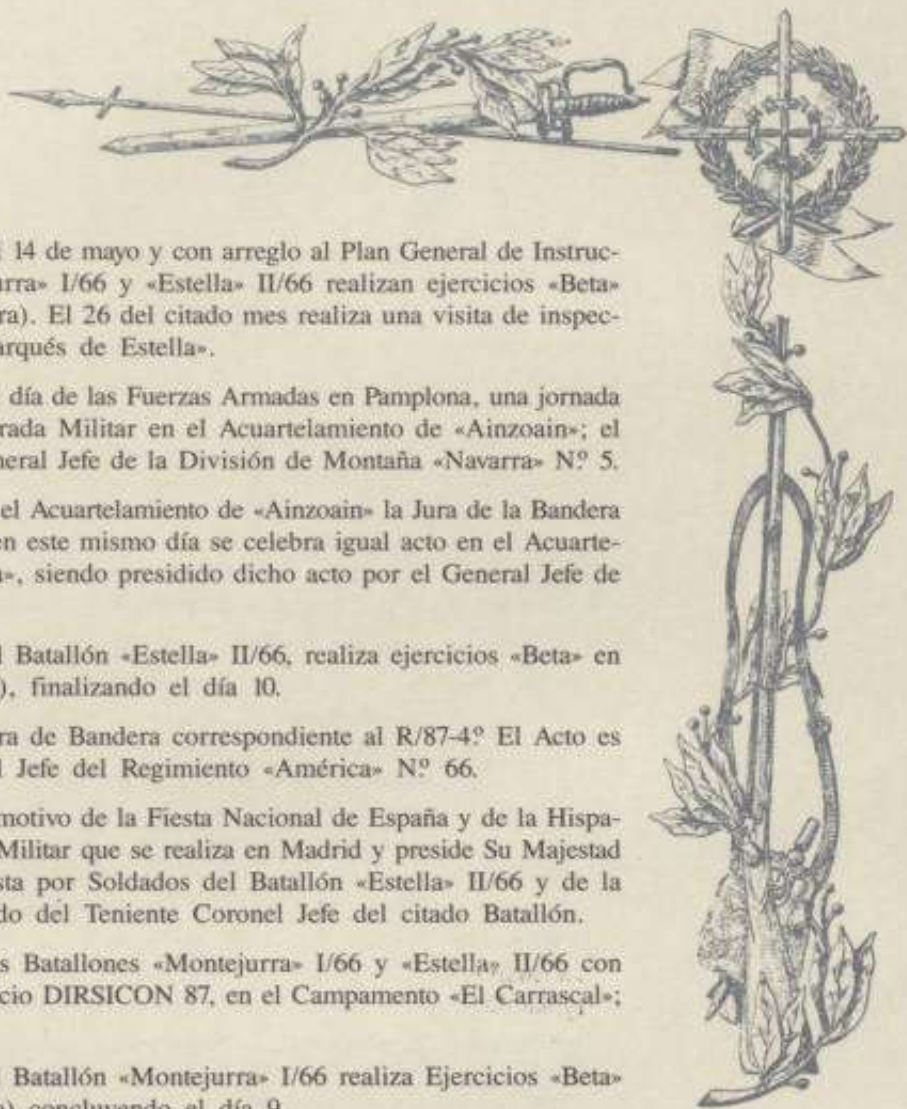 l 14 de mayo y con arreglo al Plan General de Instruc-
urra» I/66 y «Estella» II/66 realizan ejercicios «Beta»
ra). El 26 del citado mes realiza una visita de inspec-
arqués de Estella».
día de las Fuerzas Armadas en Pamplona, una jornada
rada Militar en el Acuartelamiento de «Ainzoain»; el
neral Jefe de la División de Montaña «Navarra» N.º 5.
el Acuartelamiento de «Ainzoain» la Jura de la Bandera
en este mismo día se celebra igual acto en el Acuarte-
a», siendo presidido dicho acto por el General Jefe de
l Batallón «Estella» II/66, realiza ejercicios «Beta» en
), finalizando el día 10.
ra de Bandera correspondiente al R/87-4.º El Acto es
l Jefe del Regimiento «América» N.º 66.
motivo de la Fiesta Nacional de España y de la Hispa-
Militar que se realiza en Madrid y preside Su Majestad
sta por Soldados del Batallón «Estella» II/66 y de la
do del Teniente Coronel Jefe del citado Batallón.
s Batallones «Montejurra» I/66 y «Estella» II/66 con
cio DIRSICON 87, en el Campamento «El Carrascal»;
l Batallón «Montejurra» I/66 realiza Ejercicios «Beta»
a) concluyendo el día 9.